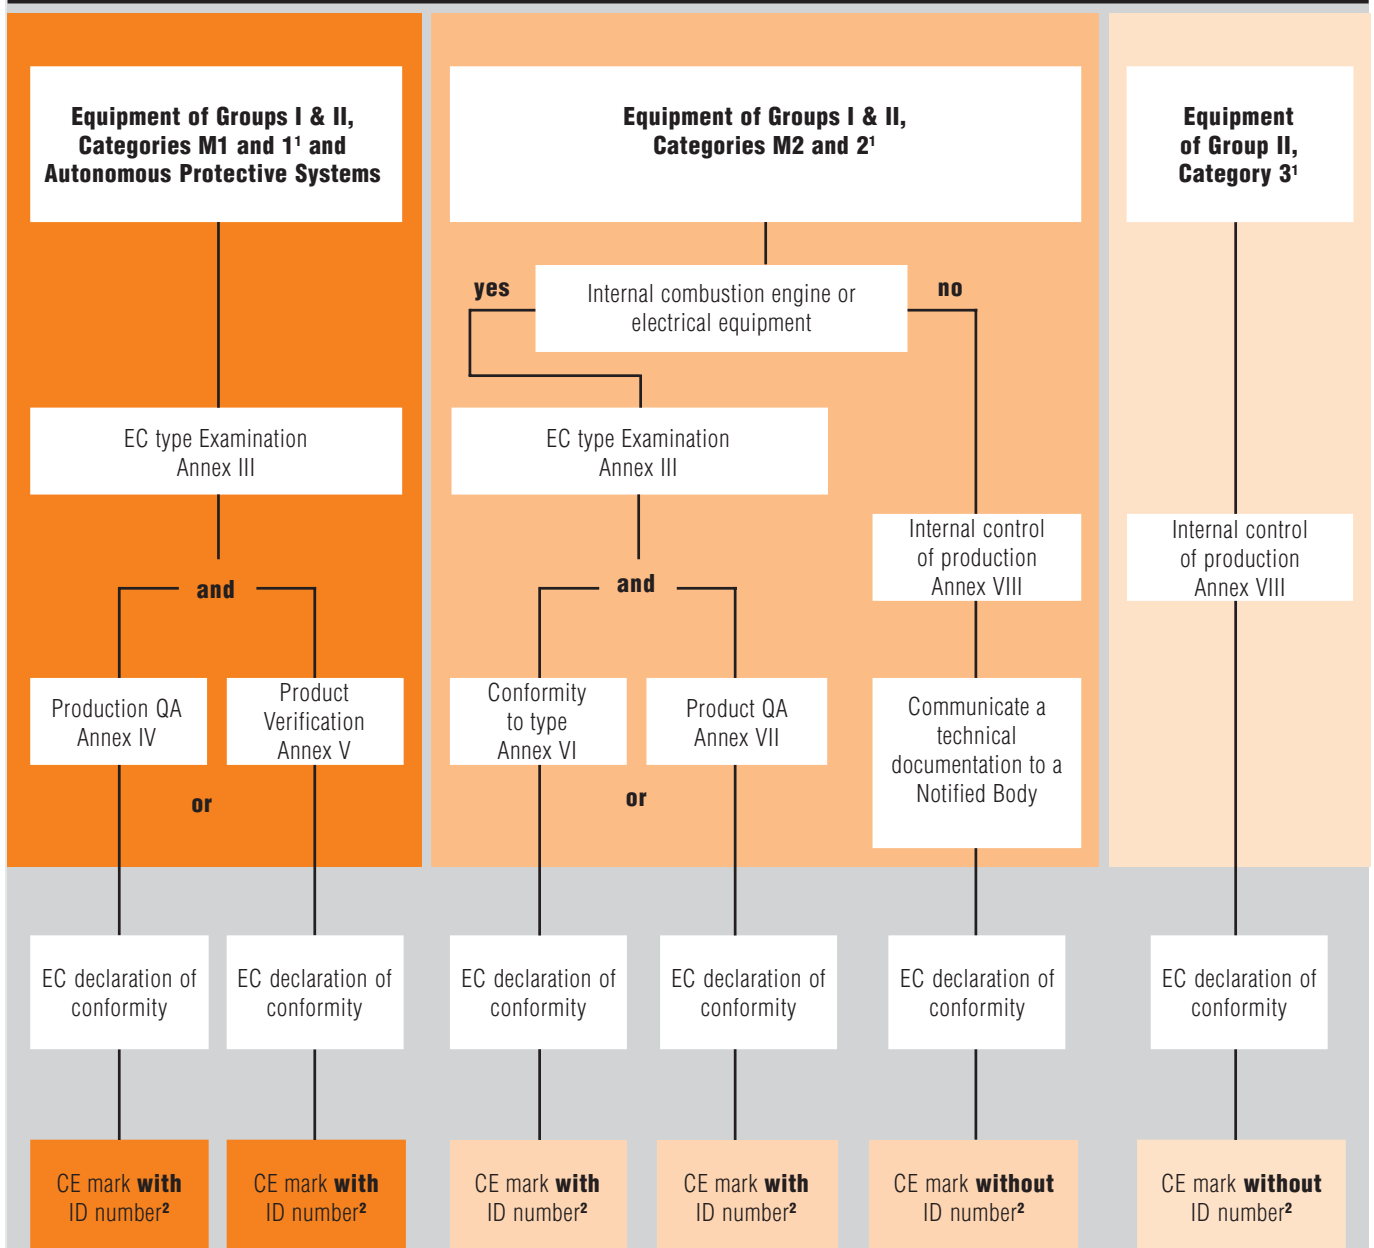 Equipment of Groups I & II,
Categories M1 and 1¹ and
Autonomous Protective Systems
Equipment of Groups I & II,
Categories M2 and 2¹
Equipment
of Group II,
Category 3¹
yes
Internal combustion engine or
electrical equipment
no
EC type Examination
Annex III
EC type Examination
Annex III
Internal control
of production
Annex VIII
Internal control
of production
Annex VIII
and
and
Production QA
Annex IV
Product
Verification
Annex V
Conformity
to type
Annex VI
Product QA
Annex VII
Communicate a
technical
documentation to a
Notified Body
or
or
EC declaration of
conformity
EC declaration of
conformity
EC declaration of
conformity
EC declaration of
conformity
EC declaration of
conformity
EC declaration of
conformity
CE mark with
ID number²
CE mark with
ID number²
CE mark with
ID number²
CE mark with
ID number²
CE mark without
ID number²
CE mark without
ID number²